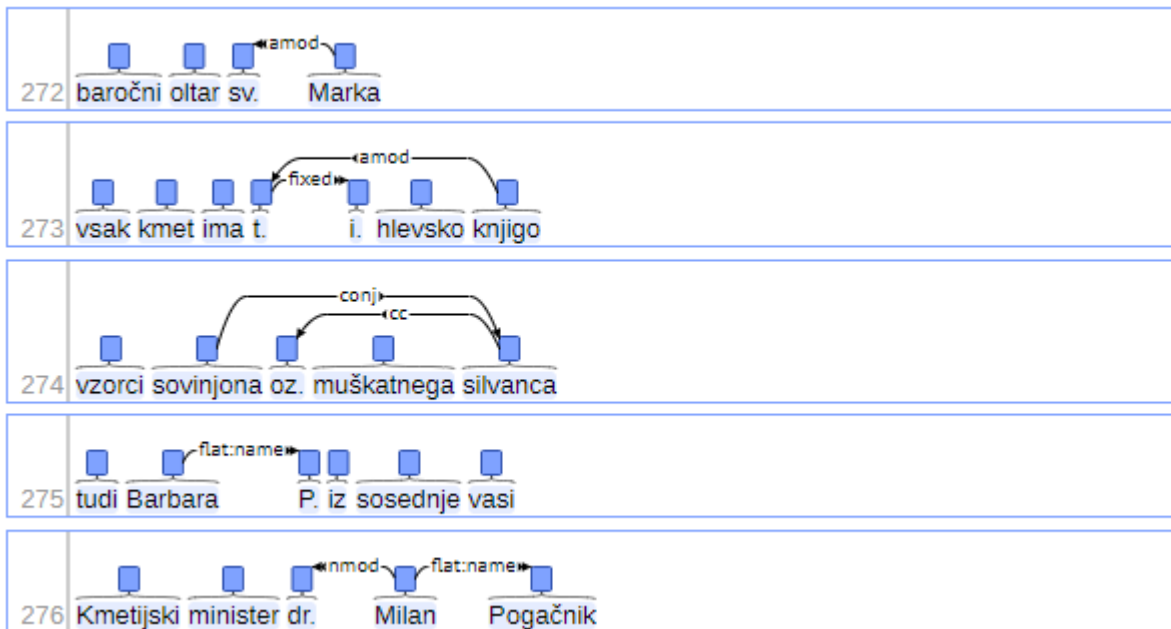 amod
272 baročni oltar sv. Marka
amod
fixed
273 vsak kmet ima t. i. hlevsko knjigo
conj
cc
274 vzorci sovinjona oz. muškatnega silvanca
flat:name
275 tudi Barbara P. iz sosednje vasi
nmod flat:name
276 Kmetijski minister dr. Milan Pogačnik